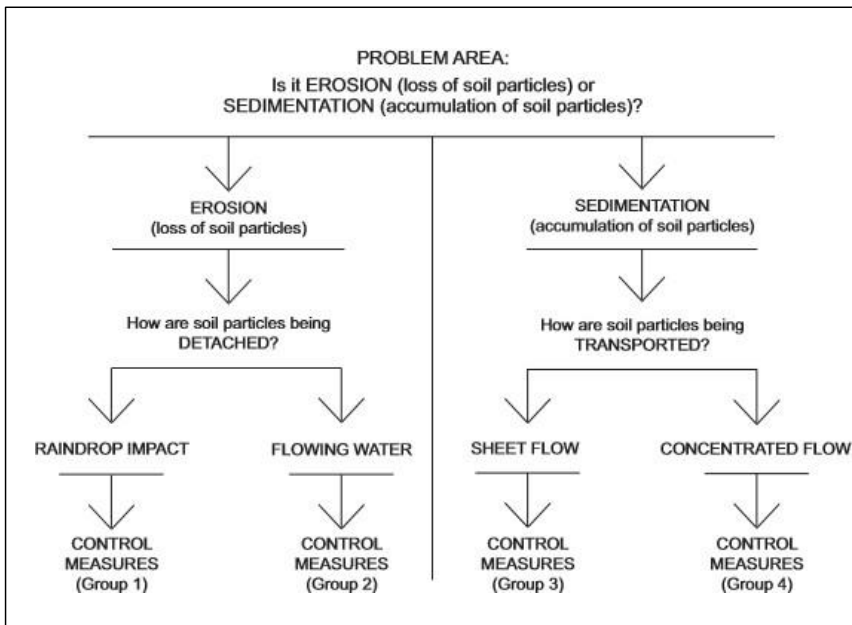 PROBLEM AREA:
Is it EROSION (loss of soil particles) or
SEDIMENTATION (accumulation of soil particles)?
EROSION
(loss of soil particles)
How are soil particles being
DETACHED?
RAINDROP IMPACT
FLOWING WATER
CONTROL
MEASURES
(Group 1)
CONTROL
MEASURES
(Group 2)
SEDIMENTATION
(accumulation of soil particles)
How are soil particles being
TRANSPORTED?
SHEET FLOW
CONCENTRATED FLOW
CONTROL
MEASURES
(Group 3)
CONTROL
MEASURES
(Group 4)